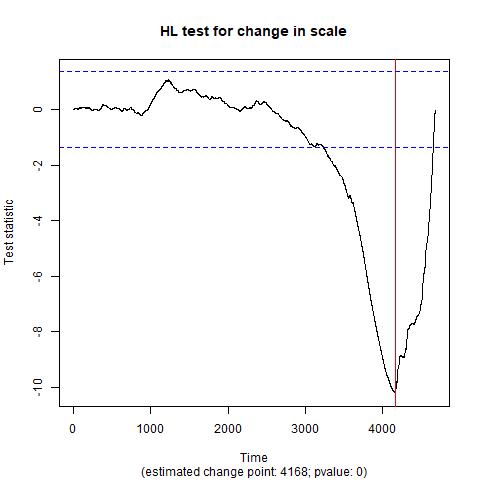 HL test for change in scale
Test statistic
0
-2
-4
-6
-8
-10
0 1000 2000 3000 4000
Time
(estimated change point: 4168; pvalue: 0)